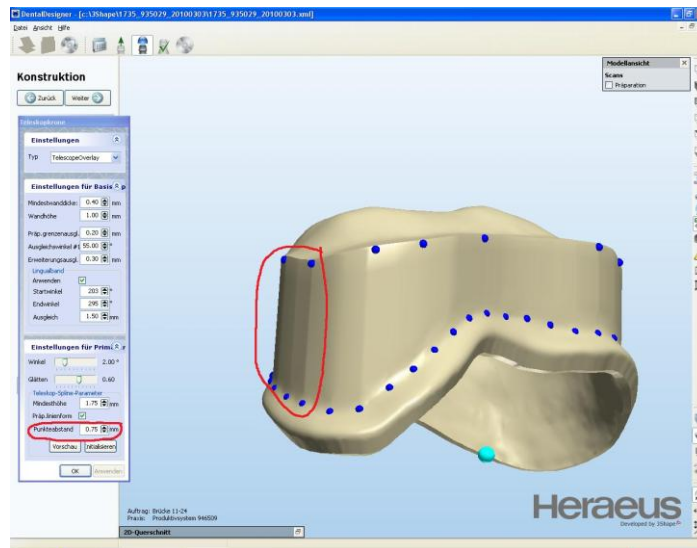 DentalDesigner - [c:\3Shape\1735_935029_20100303\1735_935029_20100303.xml]
Datei Ansicht Hilfe
Konstruktion
Zurück Weiter
Teleskopkrone
Einstellungen
Typ TelescopeOverlay
Einstellungen für Basis
Mindestwanddicke: 0.40 mm
Wandhöhe 1.00 mm
Präp.grenzenausgl. 0.20 mm
Ausgleichswinkel #1 55.00 °
Erweiterungsausgl. 0.30 mm
Lingualband
Anwenden
Startwinkel 203 °
Endwinkel 295 °
Ausgleich 1.50 mm
Einstellungen für Prim
Winkel 2.00 °
Glätten 0.60
Teleskop-Spline-Parameter
Mindesthöhe 1.75 mm
Präp.linienform
Punkteabstand 0.75 mm
Vorschau Initialisieren
OK Anwenden
Modellansicht
Scans
Präparation
Auftrag: Brücke 11-24
Praxis: Produktivsystem 946509
2D-Querschnitt
Heraeus
Developed by 3Shape